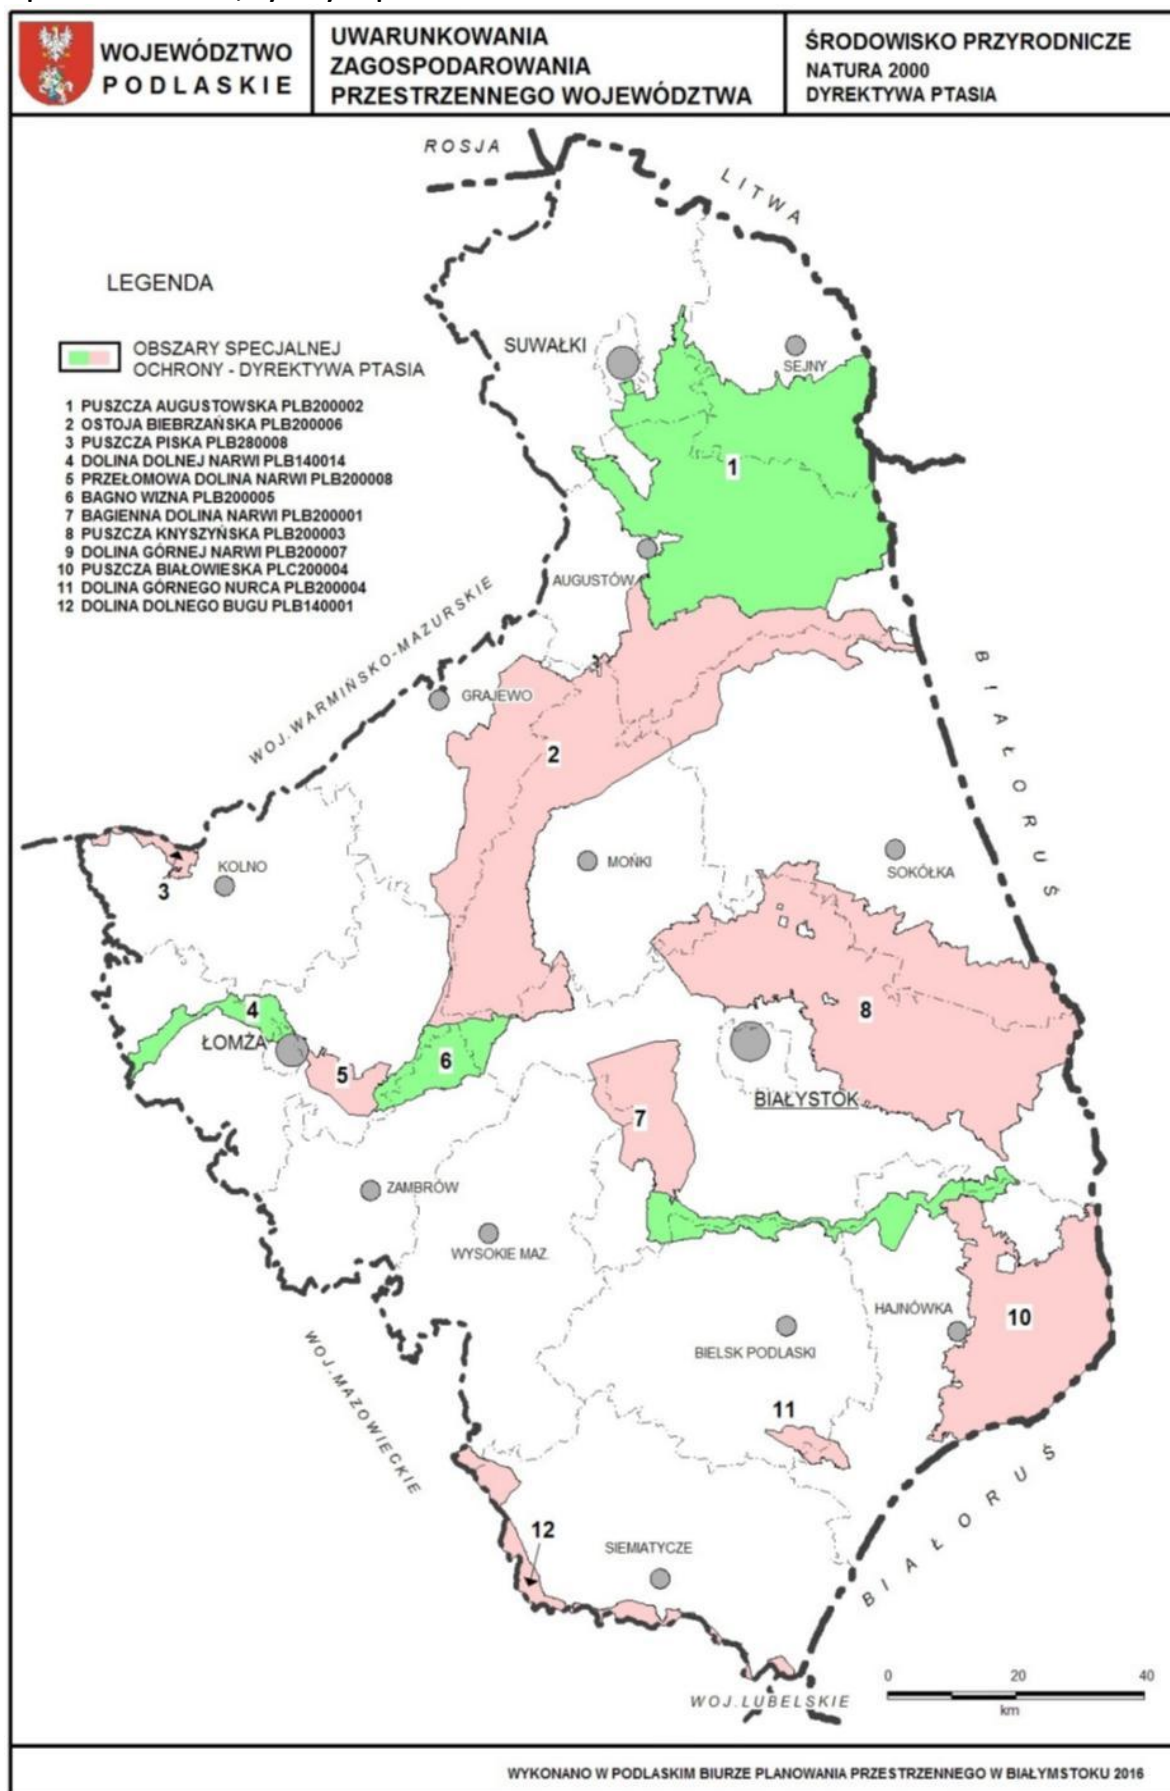 WOJEWÓDZTWO
PODLASKIE
UWARUNKOWANIA
ZAGOSPODAROWANIA
PRZESTRZENNEGO WOJEWÓDZTWA
ŚRODOWISKO PRZYRODNICZE
NATURA 2000
DYREKTYWA PTASIA
ROSJA
LITWA
LEGENDA
OBSZARY SPECJALNEJ
OCHRONY - DYREKTYWA PTASIA
1 PUSZCZA AUGUSTOWSKA PLB200002
2 OSTOJA BIEBRZAŃSKA PLB200006
3 PUSZCZA PISKA PLB280008
4 DOLINA DOLNEJ NARWI PLB140014
5 PRZEŁOMOWA DOLINA NARWI PLB200008
6 BAGNO WIZNA PLB200005
7 BAGIENNA DOLINA NARWI PLB200001
8 PUSZCZA KNYSZYŃSKA PLB200003
9 DOLINA GÓRNEJ NARWI PLB200007
10 PUSZCZA BIAŁOWIESKA PLC200004
11 DOLINA GÓRNEGO NURCA PLB200004
12 DOLINA DOLNEGO BUGU PLB140001
SUWAŁKI
SEJNY
1
AUGUSTÓW
WOJ.WARMIŃSKO-MAZURSKIE
BIAŁORUŚ
GRAJEWO
2
MOŃKI
SOKÓŁKA
KOLNO
3
4
ŁOMŻA
5
6
8
BIAŁYSTOK
7
ZAMBRÓW
WYSOKIE MAZ.
HAJNÓWKA
10
BIELSK PODLASKI
WOJ.MAZOWIECKIE
11
BIAŁORUŚ
12
SIEMIATYCZE
WOJ.LUBELSKIE
0 20 40
km
WYKONANO W PODLASKIM BIURZE PLANOWANIA PRZESTRZENNEGO W BIAŁYMSTOKU 2016